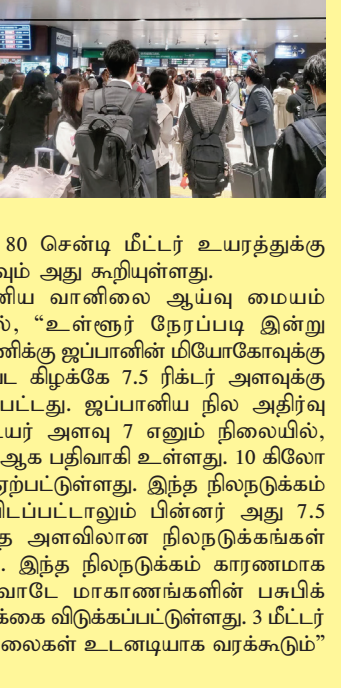 80 சென்டி மீட்டர் உயரத்துக்கு
வும் அது கூறியுள்ளது.
னிய வானிலை ஆய்வு மையம்
ல், “உள்ளூர் நேரப்படி இன்று
ணிக்கு ஜப்பானின் மியோகோவுக்கு
ட கிழக்கே 7.5 ரிக்டர் அளவுக்கு
பட்டது. ஜப்பானிய நில அதிர்வு
யர் அளவு 7 எனும் நிலையில்,
ஆக பதிவாகி உள்ளது. 10 கிலோ
ஏற்பட்டுள்ளது. இந்த நிலநடுக்கம்
டப்பட்டாலும் பின்னர் அது 7.5
த அளவிலான நிலநடுக்கங்கள்
. இந்த நிலநடுக்கம் காரணமாக
வாடே மாகாணங்களின் பசுபிக்
க்கை விடுக்கப்பட்டுள்ளது. 3 மீட்டர்
லைகள் உடனடியாக வரக்கூடும்”